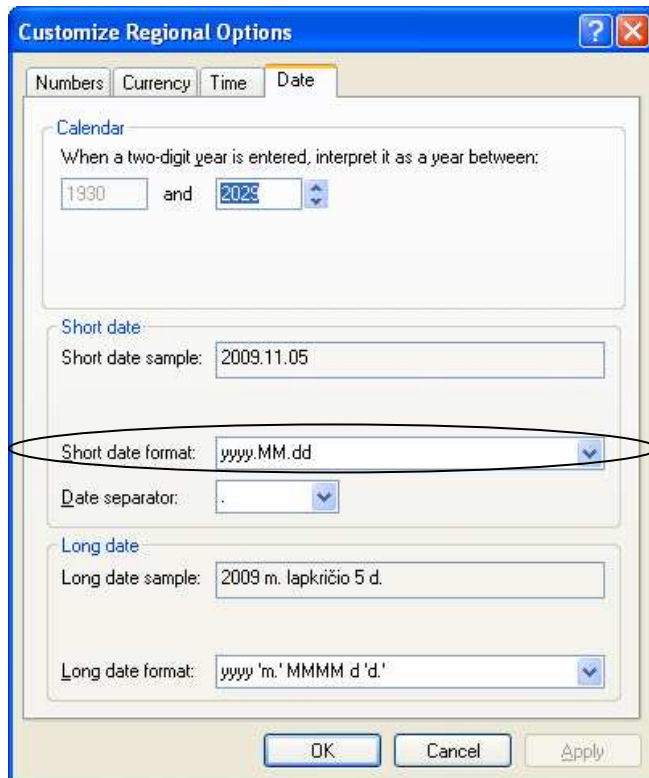 Customize Regional Options
Numbers Currency Time Date
Calendar
When a two-digit year is entered, interpret it as a year between:
1930 and 2029
Short date
Short date sample: 2009.11.05
Short date format: yyyy.MM.dd
Date separator: .
Long date
Long date sample: 2009 m. lapkričio 5 d.
Long date format: yyyy 'm.' MMMM d 'd.'
OK Cancel Apply